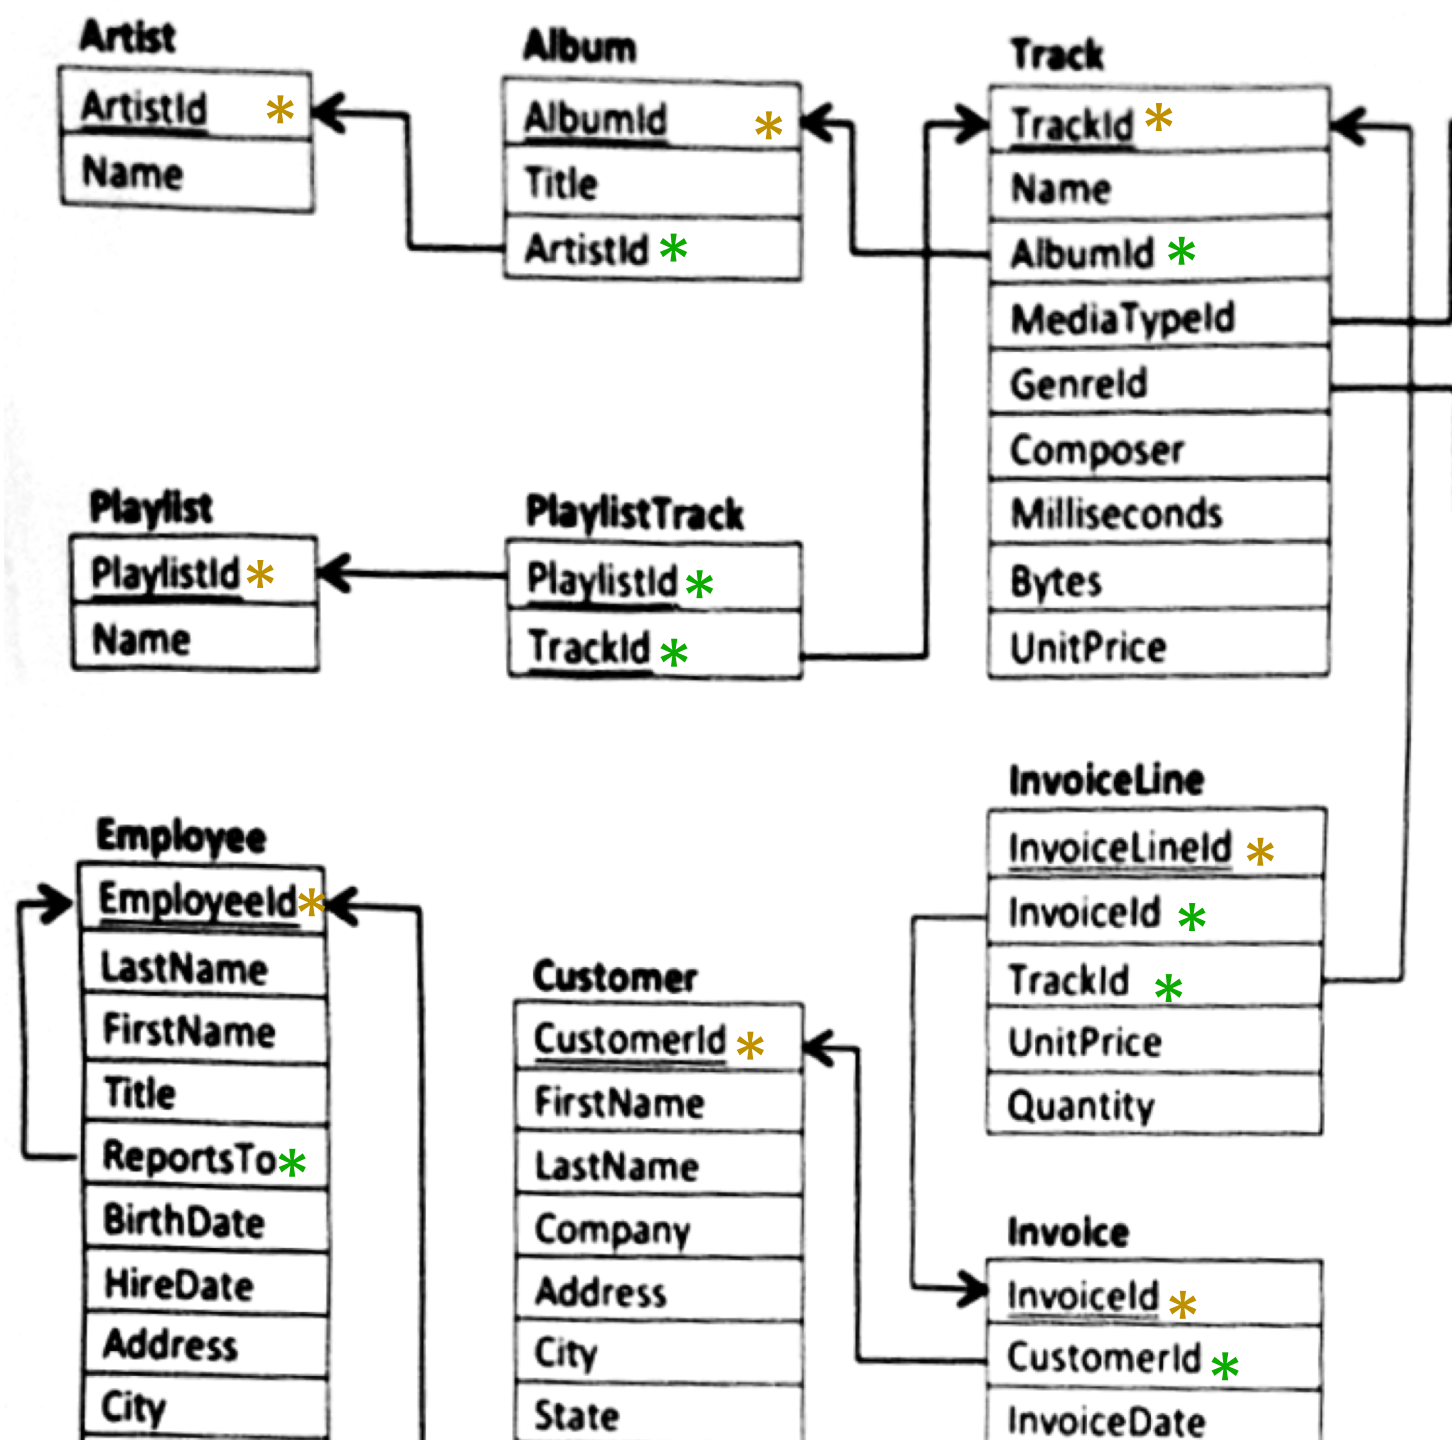 Artist
ArtistId *
Name
Album
AlbumId *
Title
ArtistId *
Track
TrackId *
Name
AlbumId *
MediaTypeId
GenreId
Composer
Milliseconds
Bytes
UnitPrice
Playlist
PlaylistId *
Name
PlaylistTrack
PlaylistId *
TrackId *
Employee
EmployeeId *
LastName
FirstName
Title
ReportsTo *
BirthDate
HireDate
Address
City
Customer
CustomerId *
FirstName
LastName
Company
Address
City
State
InvoiceLine
InvoiceLineId *
InvoiceId *
TrackId *
UnitPrice
Quantity
Invoice
InvoiceId *
CustomerId *
InvoiceDate